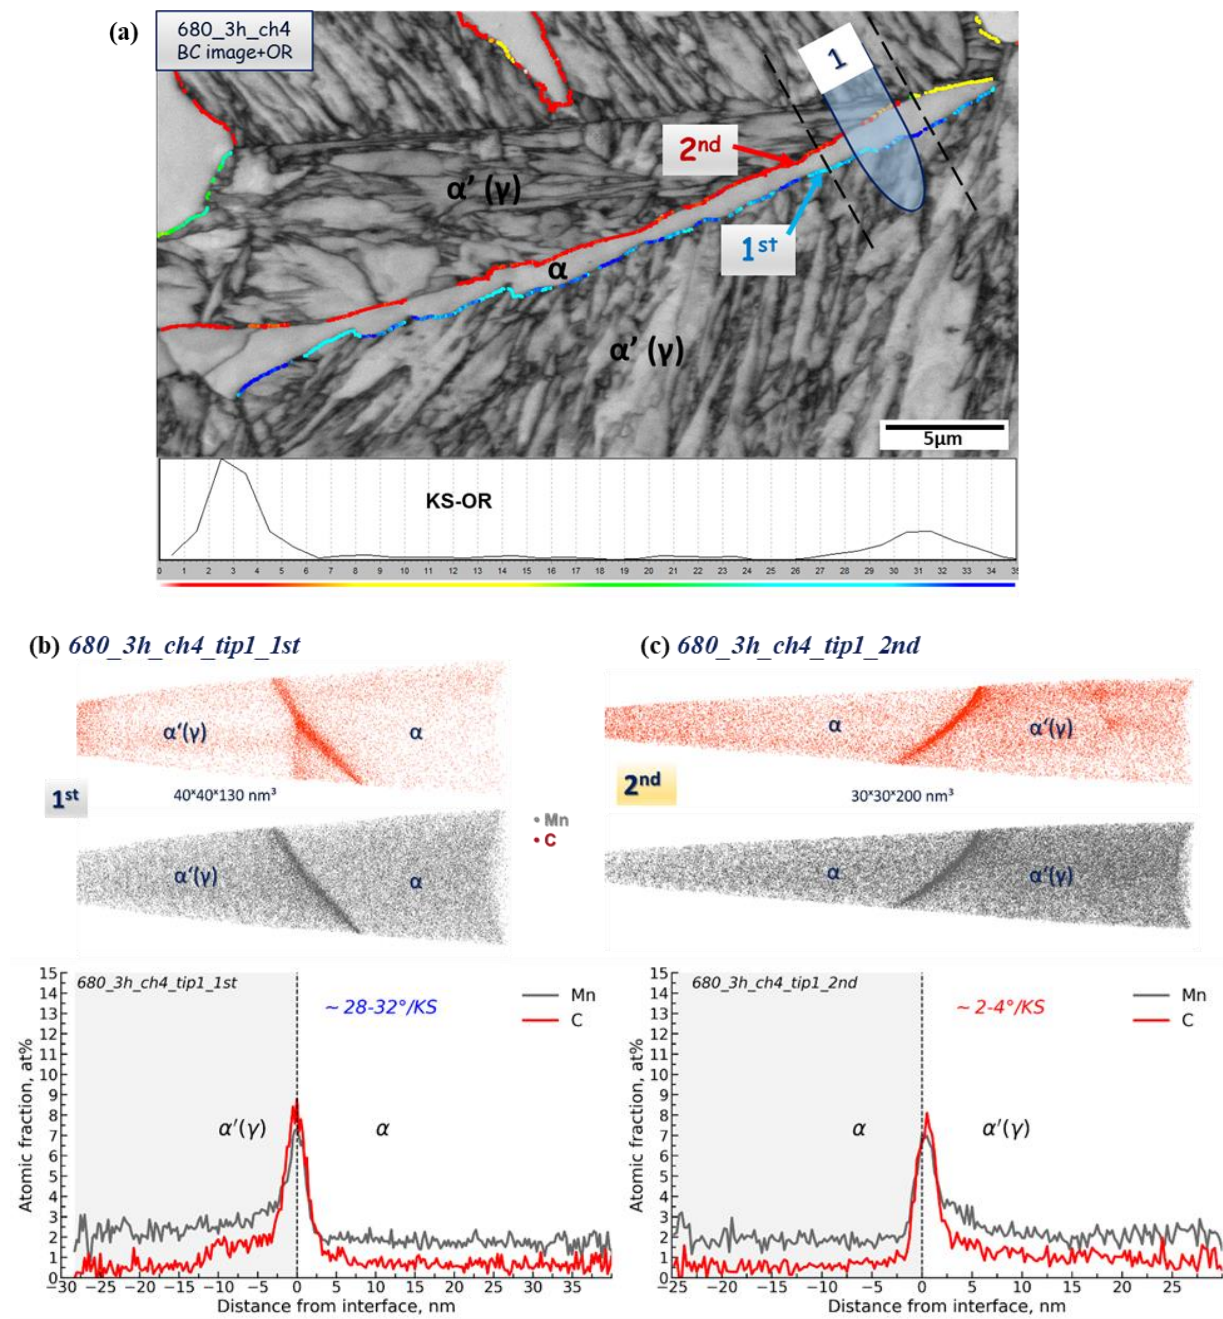 (a)
680_3h_ch4
BC image+OR
1
2nd
α’ (γ)
1st
α
α’ (γ)
5µm
KS-OR
0 1 2 3 4 5 6 7 8 9 10 11 12 13 14 15 16 17 18 19 20 21 22 23 24 25 26 27 28 29 30 31 32 33 34 35
(b) 680_3h_ch4_tip1_1st
(c) 680_3h_ch4_tip1_2nd
α‘(γ) α
α α‘(γ)
1st
2nd
40ˣ40ˣ130 nm³
30ˣ30ˣ200 nm³
• Mn
• C
α‘(γ) α
α α‘(γ)
680_3h_ch4_tip1_1st
~ 28-32°/KS
Mn
C
α′(γ) α
15
14
13
12
11
10
9
8
7
6
5
4
3
2
1
0
Atomic fraction, at%
−30 −25 −20 −15 −10 −5 0 5 10 15 20 25 30 35
Distance from interface, nm
680_3h_ch4_tip1_2nd
~ 2-4°/KS
Mn
C
α α′(γ)
15
14
13
12
11
10
9
8
7
6
5
4
3
2
1
0
Atomic fraction, at%
−25 −20 −15 −10 −5 0 5 10 15 20 25
Distance from interface, nm